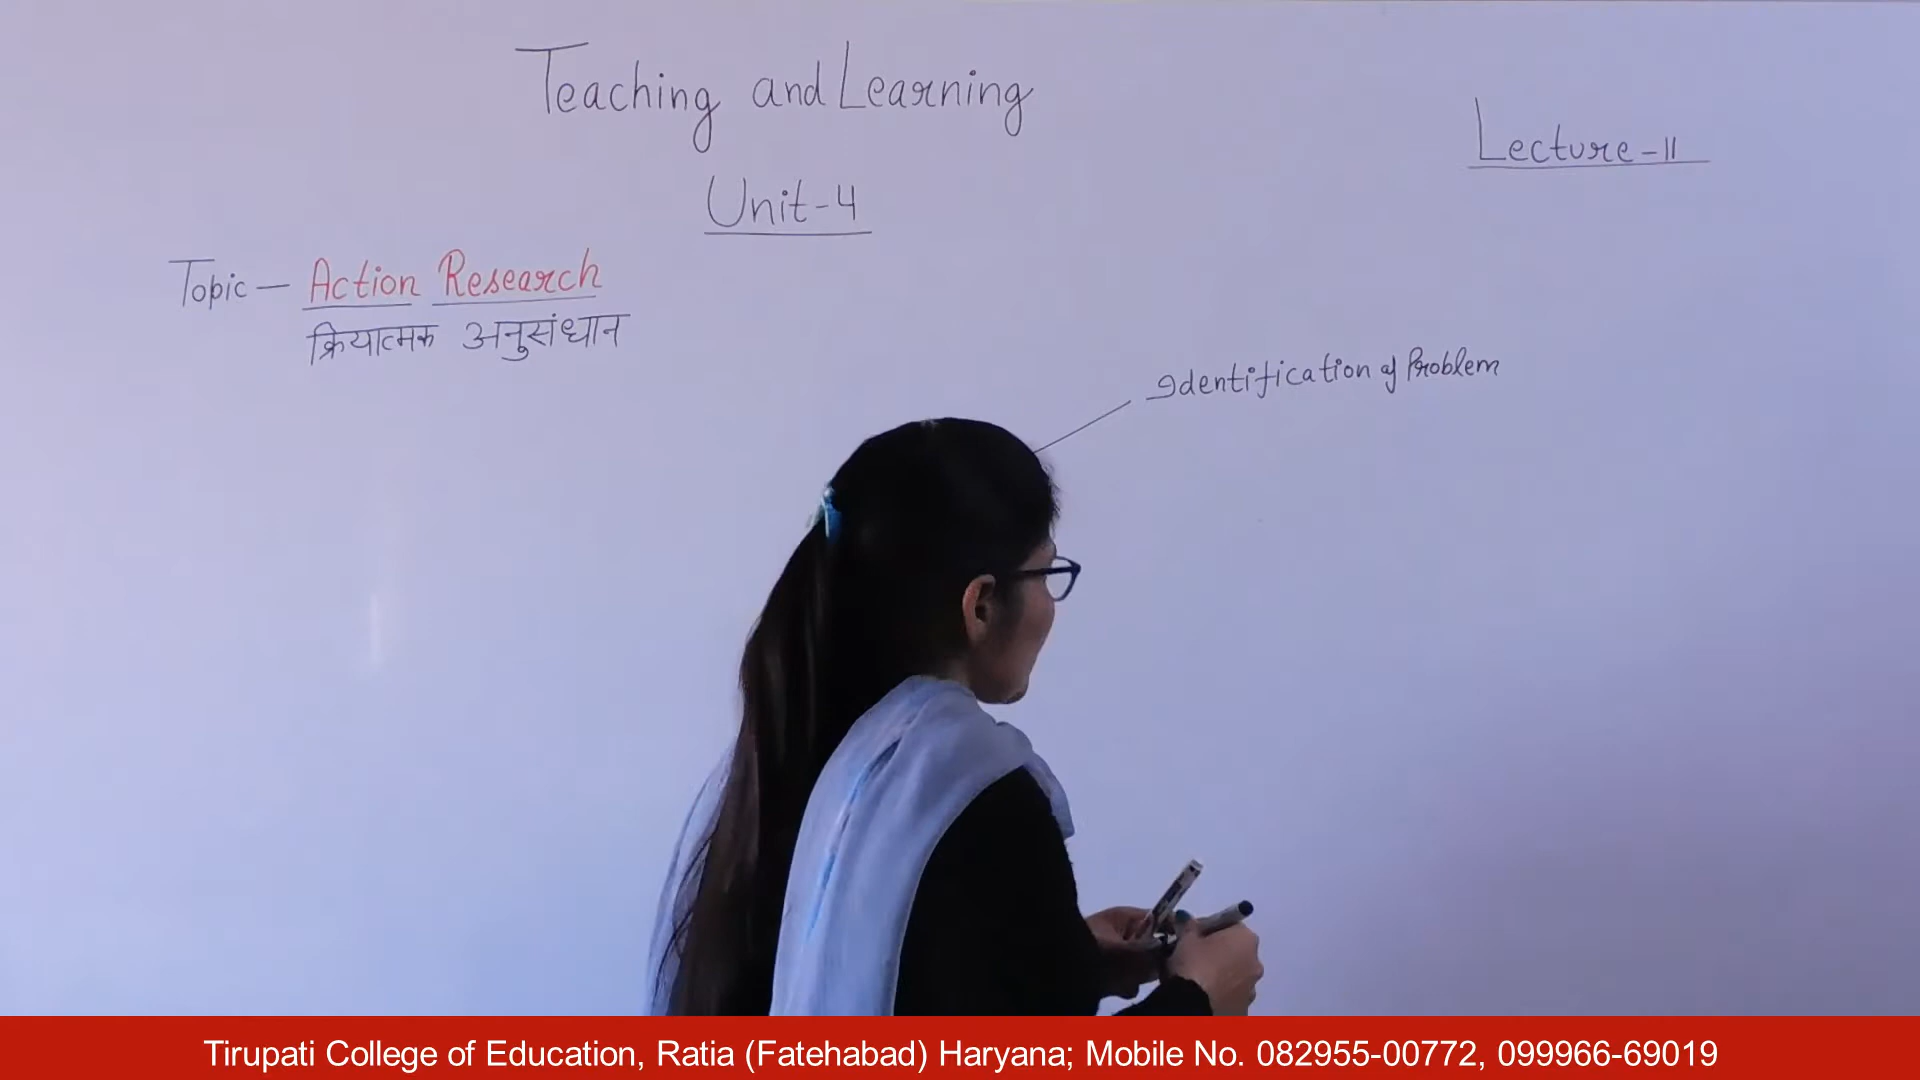 Teaching and Learning
Lecture-11
Unit-4
Topic — Action Research
क्रियात्मक अनुसंधान
Identification of Problem
Tirupati College of Education, Ratia (Fatehabad) Haryana; Mobile No. 082955-00772, 099966-69019